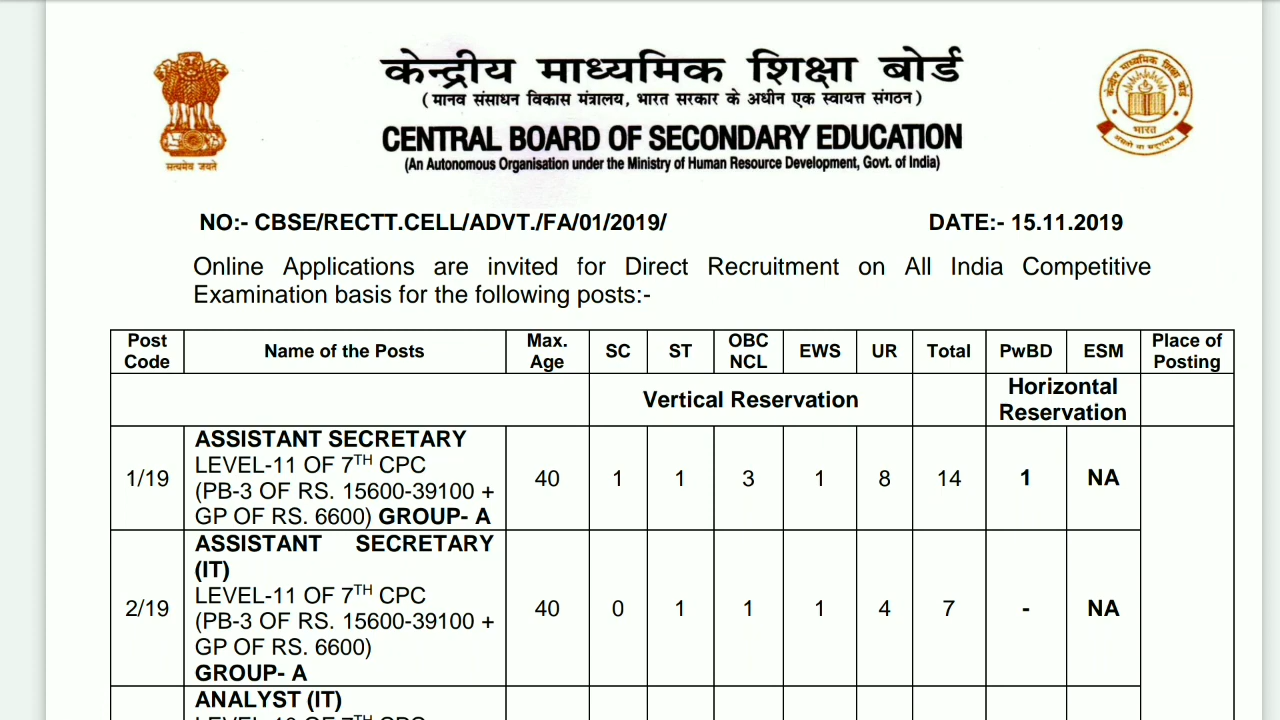 केन्द्रीय माध्यमिक शिक्षा बोर्ड
(मानव संसाधन विकास मंत्रालय, भारत सरकार के अधीन एक स्वायत्त संगठन)
CENTRAL BOARD OF SECONDARY EDUCATION
(An Autonomous Organisation under the Ministry of Human Resource Development, Govt. of India)
सत्यमेव जयते
केन्द्रीय माध्यमिक शिक्षा बोर्ड
भारत
NO:- CBSE/RECTT.CELL/ADVT./FA/01/2019/ DATE:- 15.11.2019
Online Applications are invited for Direct Recruitment on All India Competitive
Examination basis for the following posts:-
Post Code Name of the Posts Max. Age SC ST OBC NCL EWS UR Total PwBD ESM Place of Posting
Vertical Reservation Horizontal Reservation
1/19 ASSISTANT SECRETARY 40 1 1 3 1 8 14 1 NA
LEVEL-11 OF 7TH CPC
(PB-3 OF RS. 15600-39100 +
GP OF RS. 6600) GROUP- A
2/19 ASSISTANT SECRETARY 40 0 1 1 1 4 7 - NA
(IT)
LEVEL-11 OF 7TH CPC
(PB-3 OF RS. 15600-39100 +
GP OF RS. 6600)
GROUP- A
ANALYST (IT)